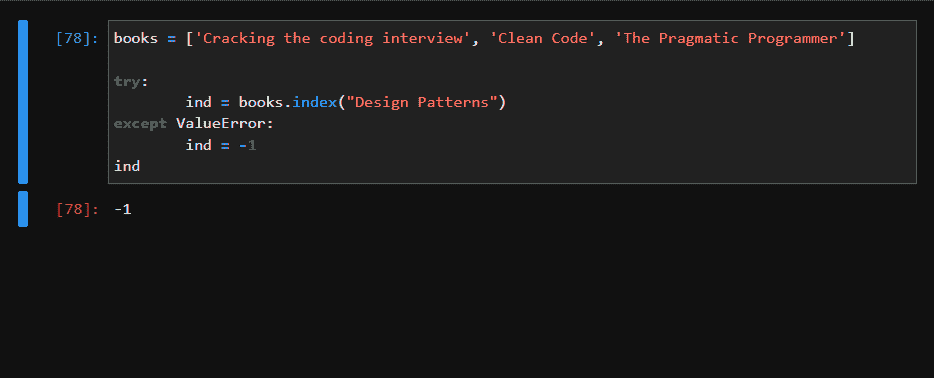 [78]: books = ['Cracking the coding interview', 'Clean Code', 'The Pragmatic Programmer']
try:
        ind = books.index("Design Patterns")
except ValueError:
        ind = -1
ind
[78]: -1